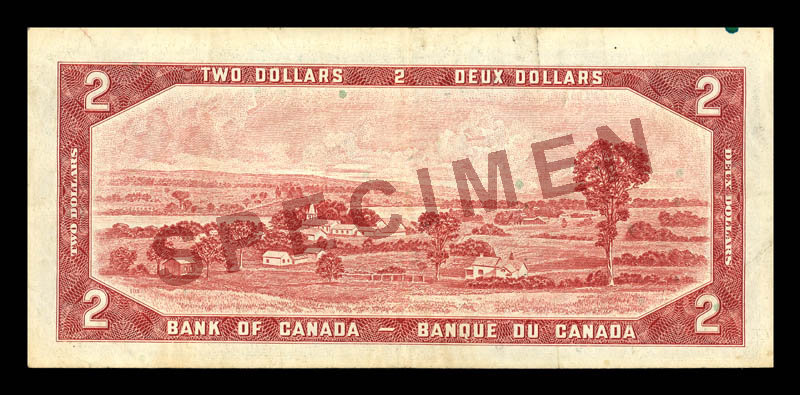 2 TWO DOLLARS 2 DEUX DOLLARS 2
TWO DOLLARS
SPECIMEN
DEUX DOLLARS
2 BANK OF CANADA — BANQUE DU CANADA 2